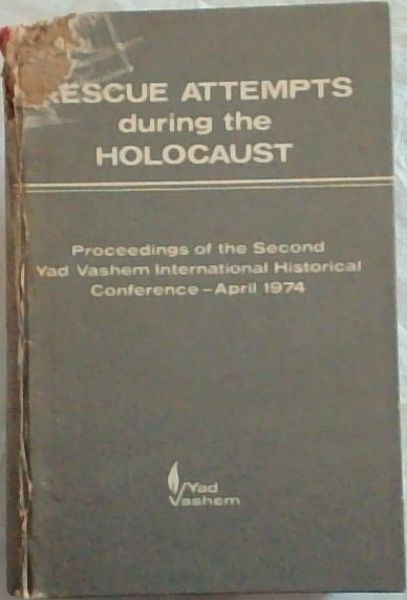 RESCUE ATTEMPTS
during the
HOLOCAUST
Proceedings of the Second
Yad Vashem International Historical
Conference – April 1974
Yad
Vashem